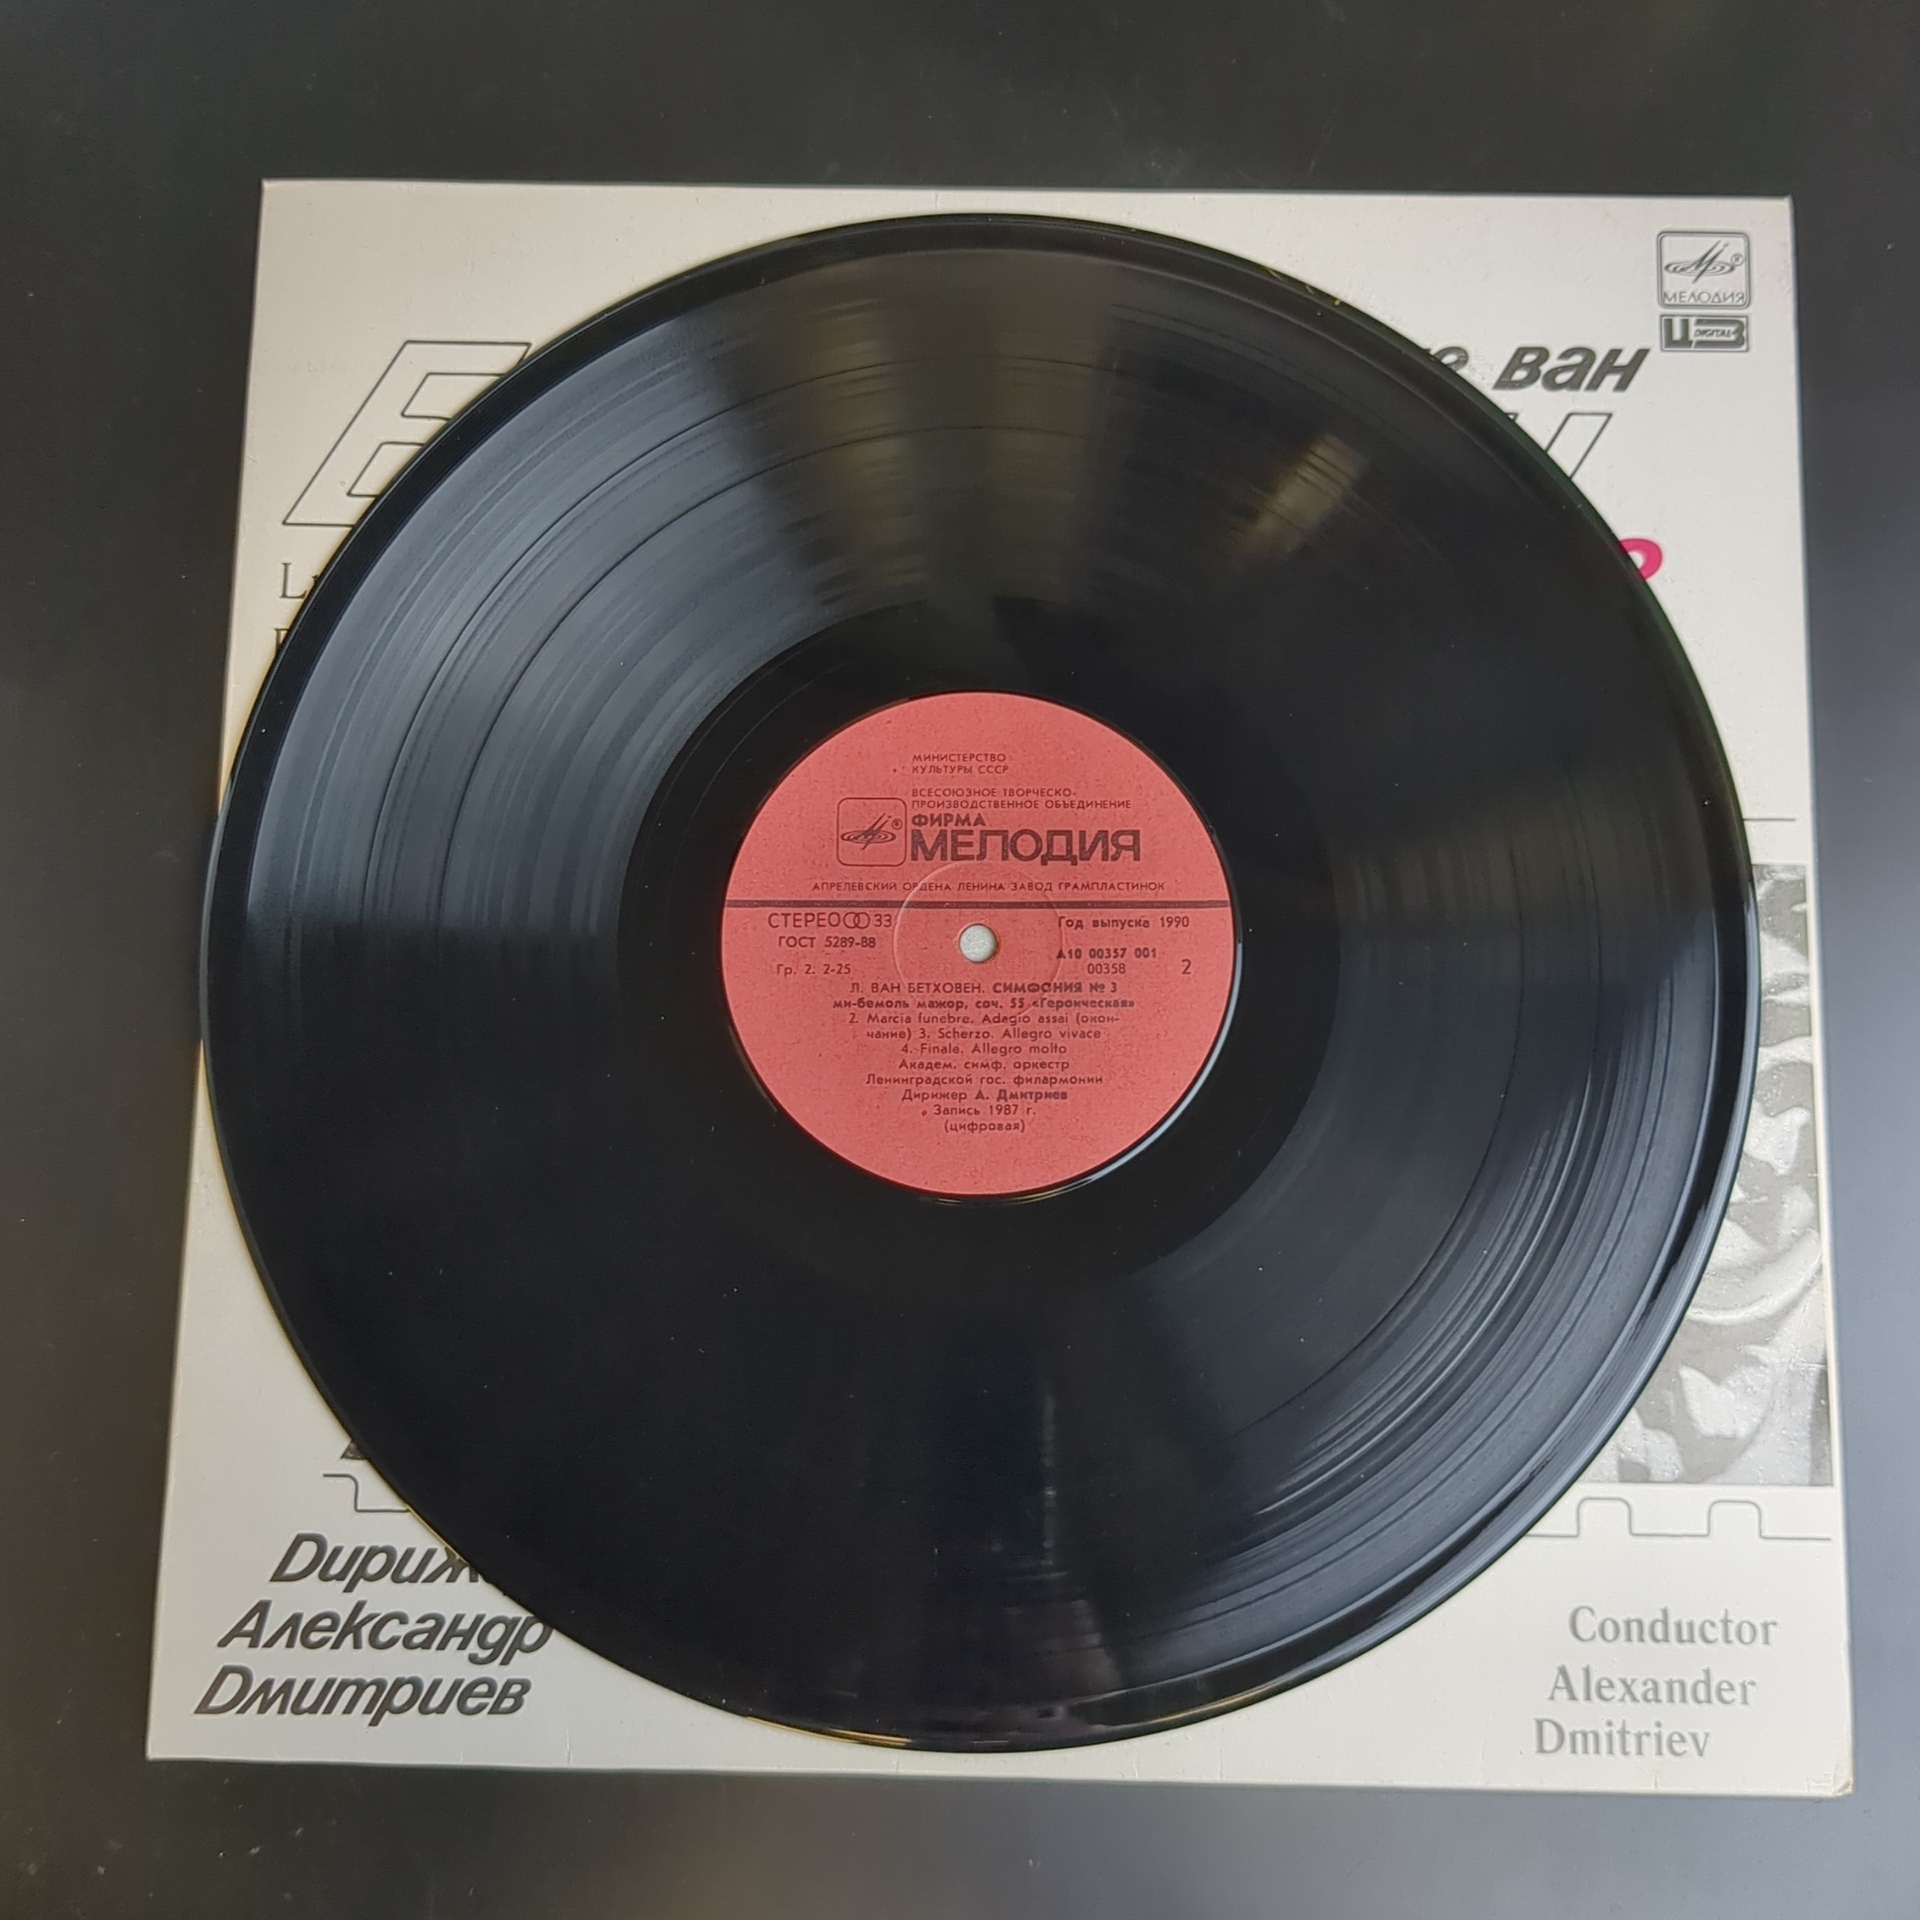 МЕЛОДИЯ
ЦЗ DIGITAL
ван
МИНИСТЕРСТВО
КУЛЬТУРЫ СССР
ВСЕСОЮЗНОЕ ТВОРЧЕСКО-
ПРОИЗВОДСТВЕННОЕ ОБЪЕДИНЕНИЕ
ФИРМА
МЕЛОДИЯ
АПРЕЛЕВСКИЙ ОРДЕНА ЛЕНИНА ЗАВОД ГРАМПЛАСТИНОК
СТЕРЕО 33 Год выпуска 1990
ГОСТ 5289-88
А10 00357 001
Гр. 2. 2-25 00358 2
Л. ВАН БЕТХОВЕН. СИМФОНИЯ № 3
ми-бемоль мажор, соч. 55 «Героическая»
2. Marcia funebre. Adagio assai (окон-
чание) 3. Scherzo. Allegro vivace
4. Finale. Allegro molto
Академ. симф. оркестр
Ленинградской гос. филармонии
Дирижер А. Дмитриев
Запись 1987 г.
(цифровая)
Дириж
Александр
Дмитриев
Conductor
Alexander
Dmitriev